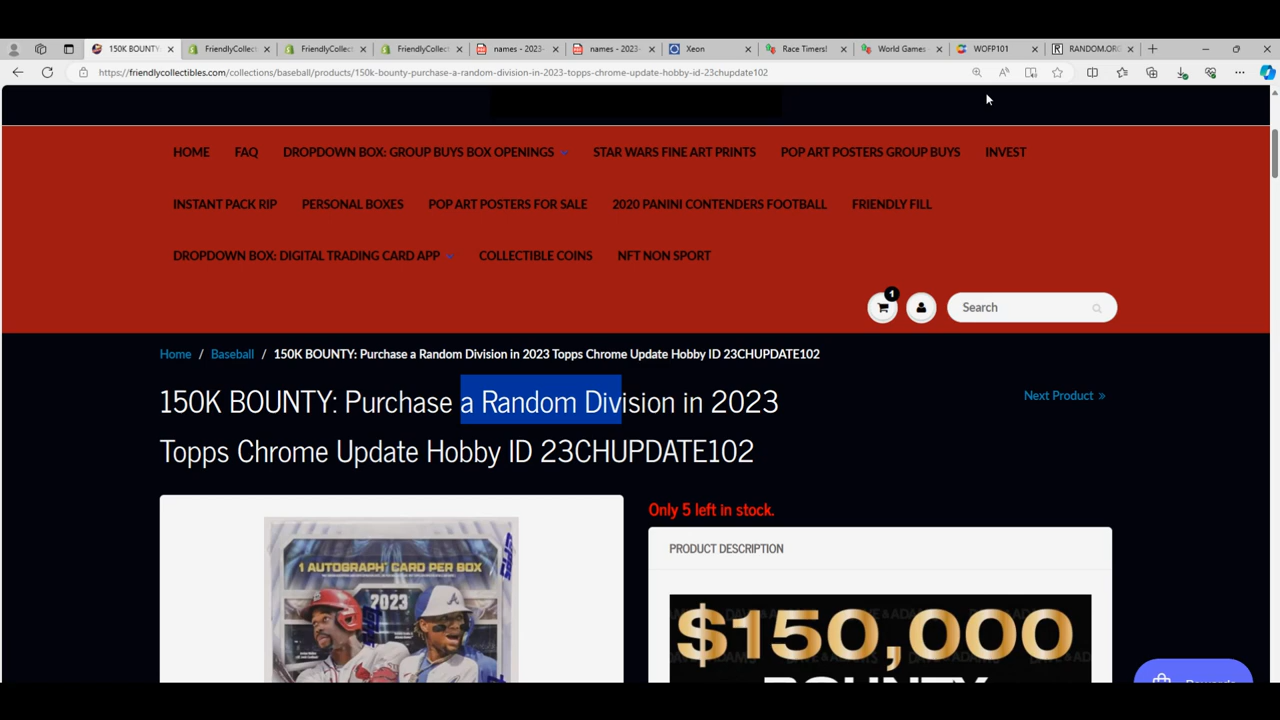 150K BOUNTY:
FriendlyCollect
FriendlyCollect
FriendlyCollect
names - 2023-
names - 2023-
Xeon
Race Timers!
World Games
WOFP101
RANDOM.ORG
https://friendlycollectibles.com/collections/baseball/products/150k-bounty-purchase-a-random-division-in-2023-topps-chrome-update-hobby-id-23chupdate102
HOME FAQ DROPDOWN BOX: GROUP BUYS BOX OPENINGS STAR WARS FINE ART PRINTS POP ART POSTERS GROUP BUYS INVEST
INSTANT PACK RIP PERSONAL BOXES POP ART POSTERS FOR SALE 2020 PANINI CONTENDERS FOOTBALL FRIENDLY FILL
DROPDOWN BOX: DIGITAL TRADING CARD APP COLLECTIBLE COINS NFT NON SPORT
1
Search
Home / Baseball / 150K BOUNTY: Purchase a Random Division in 2023 Topps Chrome Update Hobby ID 23CHUPDATE102
150K BOUNTY: Purchase a Random Division in 2023
Topps Chrome Update Hobby ID 23CHUPDATE102
Next Product »
Only 5 left in stock.
PRODUCT DESCRIPTION
1 AUTOGRAPH CARD PER BOX
2023
$150,000
BOUNTY
Rewards